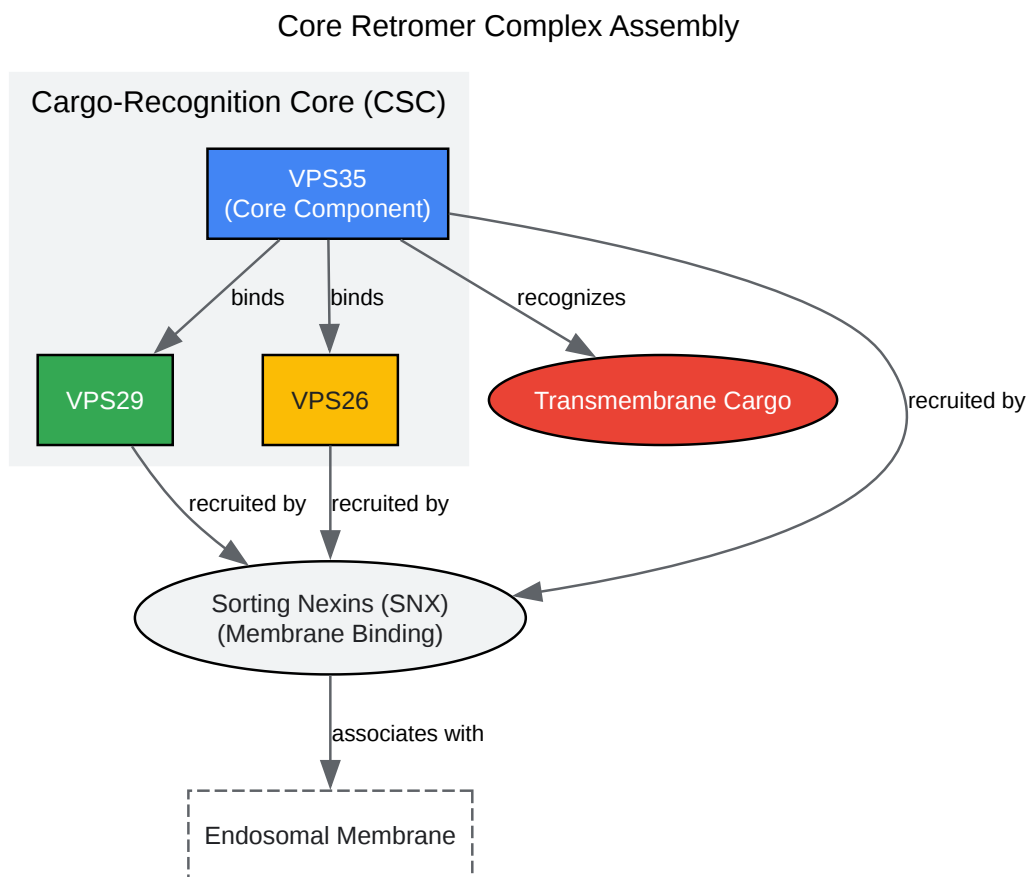 Core Retromer Complex Assembly
Cargo-Recognition Core (CSC)
VPS35
(Core Component)
binds
binds
recognizes
VPS29
VPS26
Transmembrane Cargo
recruited by
recruited by
recruited by
Sorting Nexins (SNX)
(Membrane Binding)
associates with
Endosomal Membrane